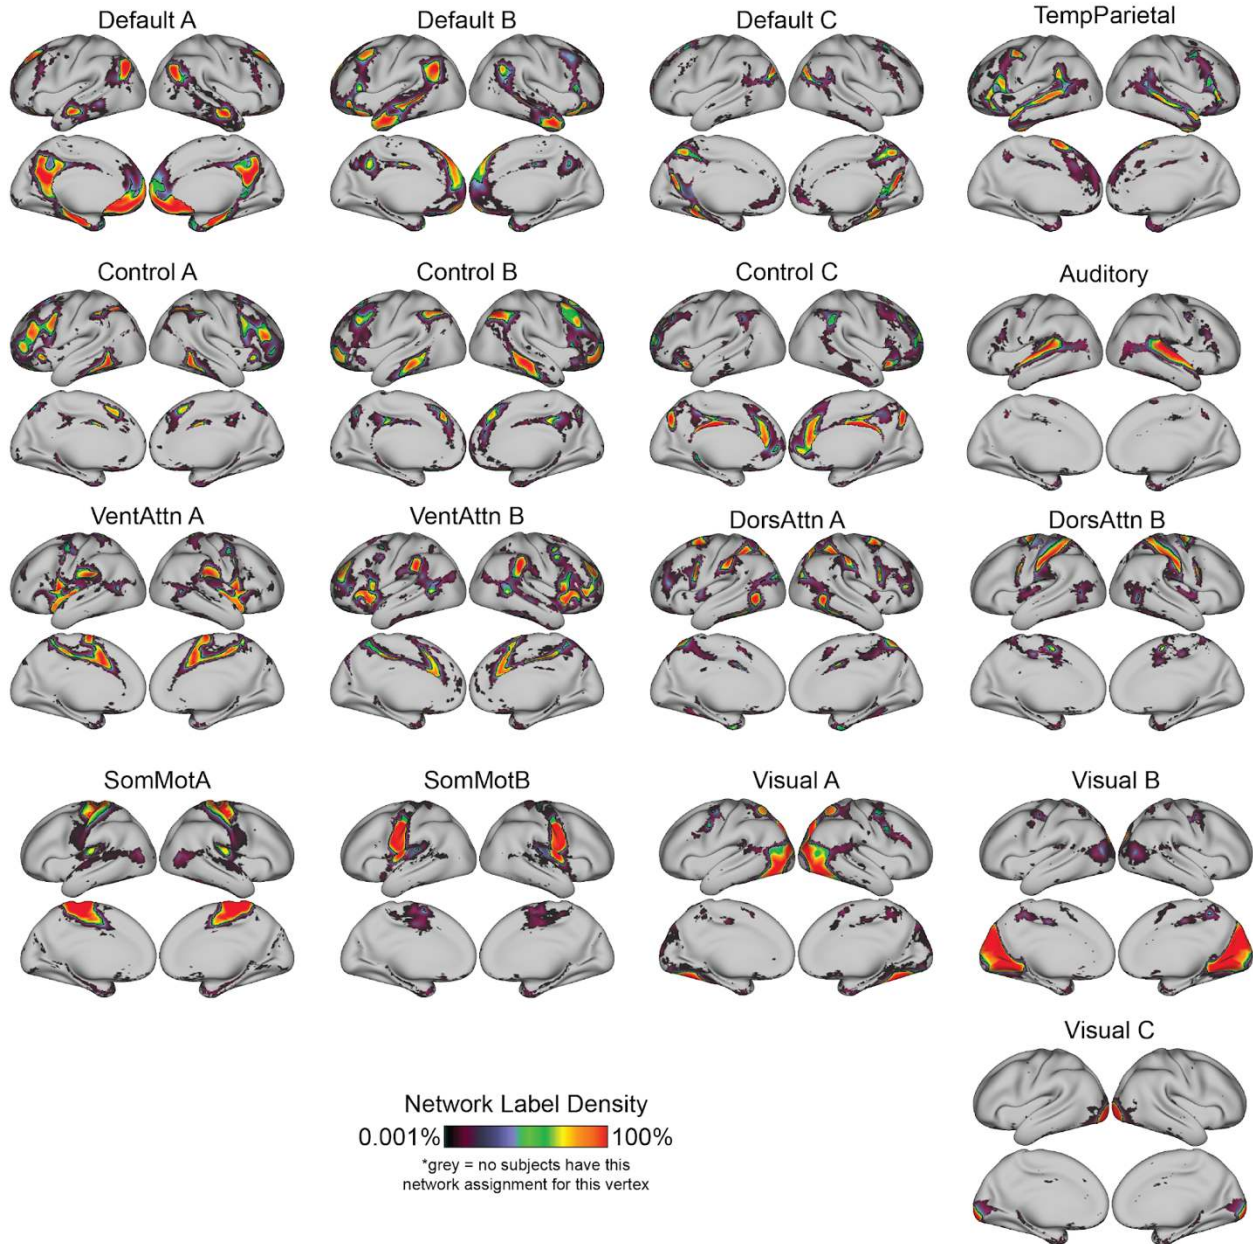 Default A
Default B
Default C
TempParietal
Control A
Control B
Control C
Auditory
VentAttn A
VentAttn B
DorsAttn A
DorsAttn B
SomMotA
SomMotB
Visual A
Visual B
Visual C
Network Label Density
0.001% 100%
*grey = no subjects have this
network assignment for this vertex